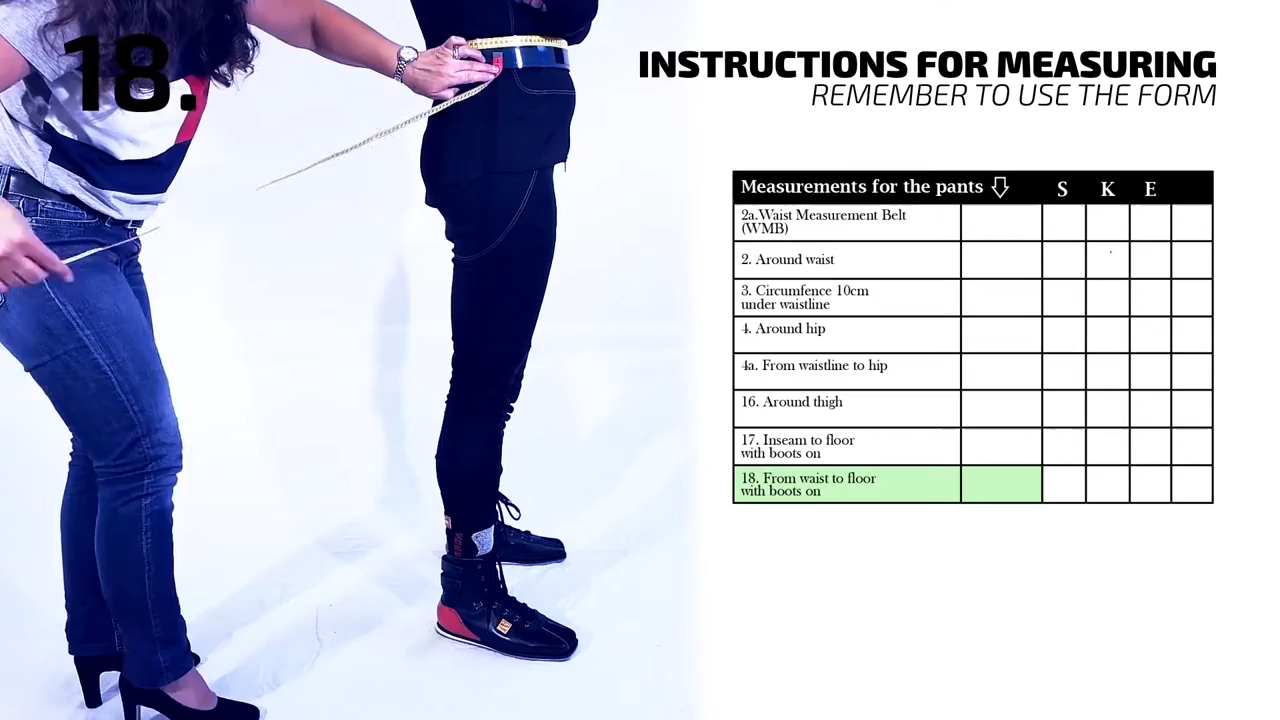 18.
INSTRUCTIONS FOR MEASURING
REMEMBER TO USE THE FORM
Measurements for the pants S K E
2a.Waist Measurement Belt
(WMB)
2. Around waist
3. Circumfence 10cm
under waistline
4. Around hip
4a. From waistline to hip
16. Around thigh
17. Inseam to floor
with boots on
18. From waist to floor
with boots on